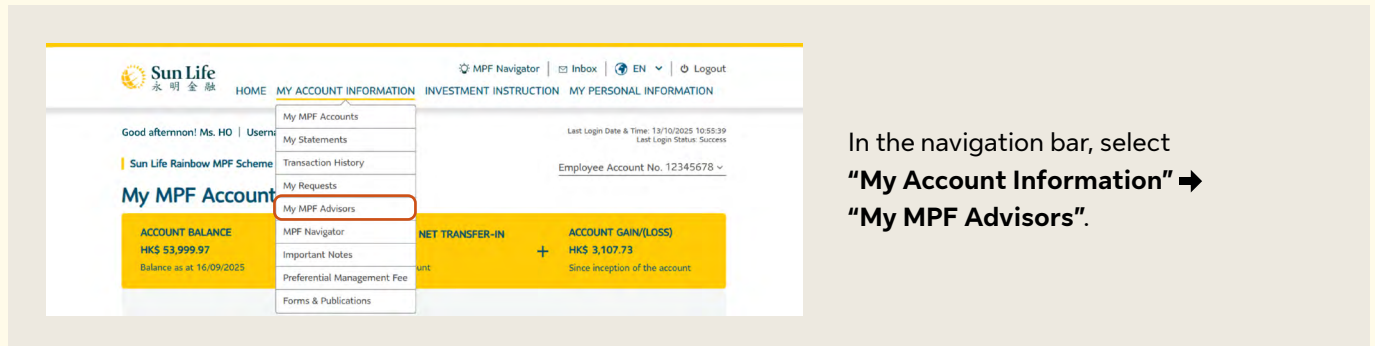 Sun Life
永明金融
MPF Navigator | Inbox | EN | Logout
HOME MY ACCOUNT INFORMATION INVESTMENT INSTRUCTION MY PERSONAL INFORMATION
Good afternnon! Ms. HO | Userna
Last Login Date & Time: 13/10/2025 10:55:39
Last Login Status: Success
Sun Life Rainbow MPF Scheme
Employee Account No. 12345678
My MPF Account
My MPF Accounts
My Statements
Transaction History
My Requests
My MPF Advisors
MPF Navigator
Important Notes
Preferential Management Fee
Forms & Publications
ACCOUNT BALANCE
HK$ 53,999.97
Balance as at 16/09/2025
NET TRANSFER-IN
unt
+
ACCOUNT GAIN/(LOSS)
HK$ 3,107.73
Since inception of the account
In the navigation bar, select
“My Account Information” ➔
“My MPF Advisors”.